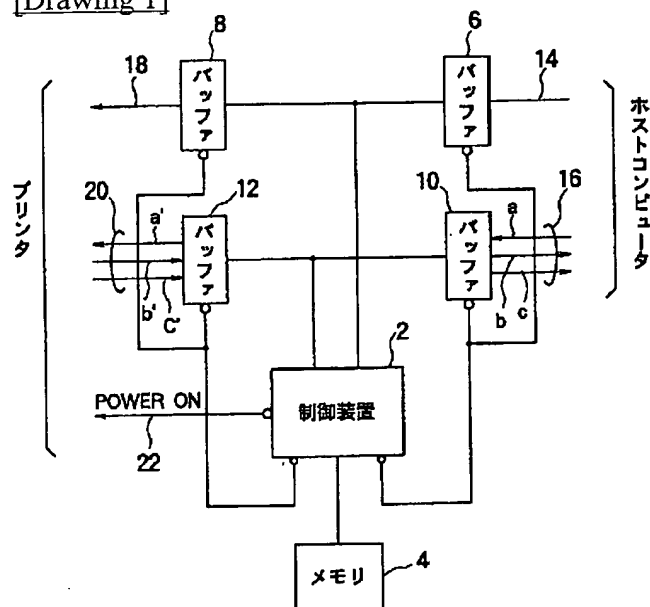 [Drawing 1]
8
6
18
14
バッファ
バッファ
プリンタ
ホストコンピュータ
20
12
10
16
a'
バッファ
バッファ
a
b'
b
C'
c
2
POWER ON
制御装置
22
メモリ
4